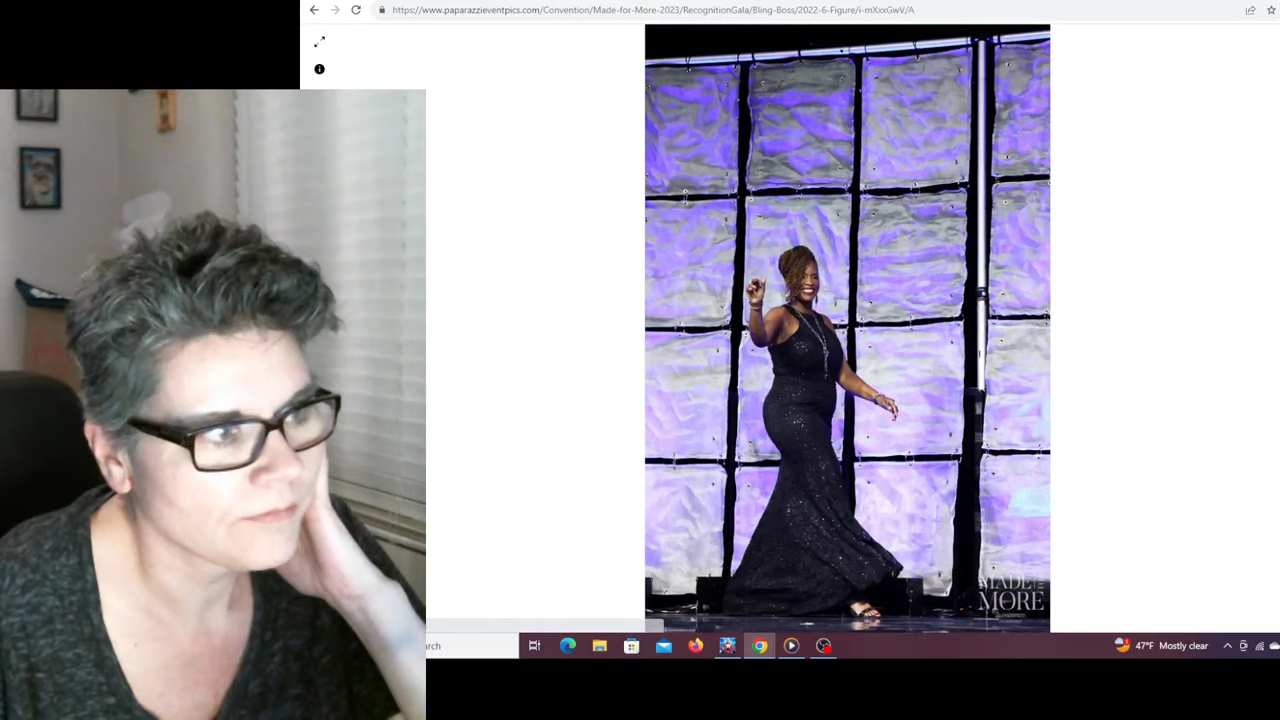 https://www.paparazzieventpics.com/Convention/Made-for-More-2023/RecognitionGala/Bling-Boss/2022-6-Figure/i-mXxxGwV/A
MADE
MORE
arch
47°F Mostly clear